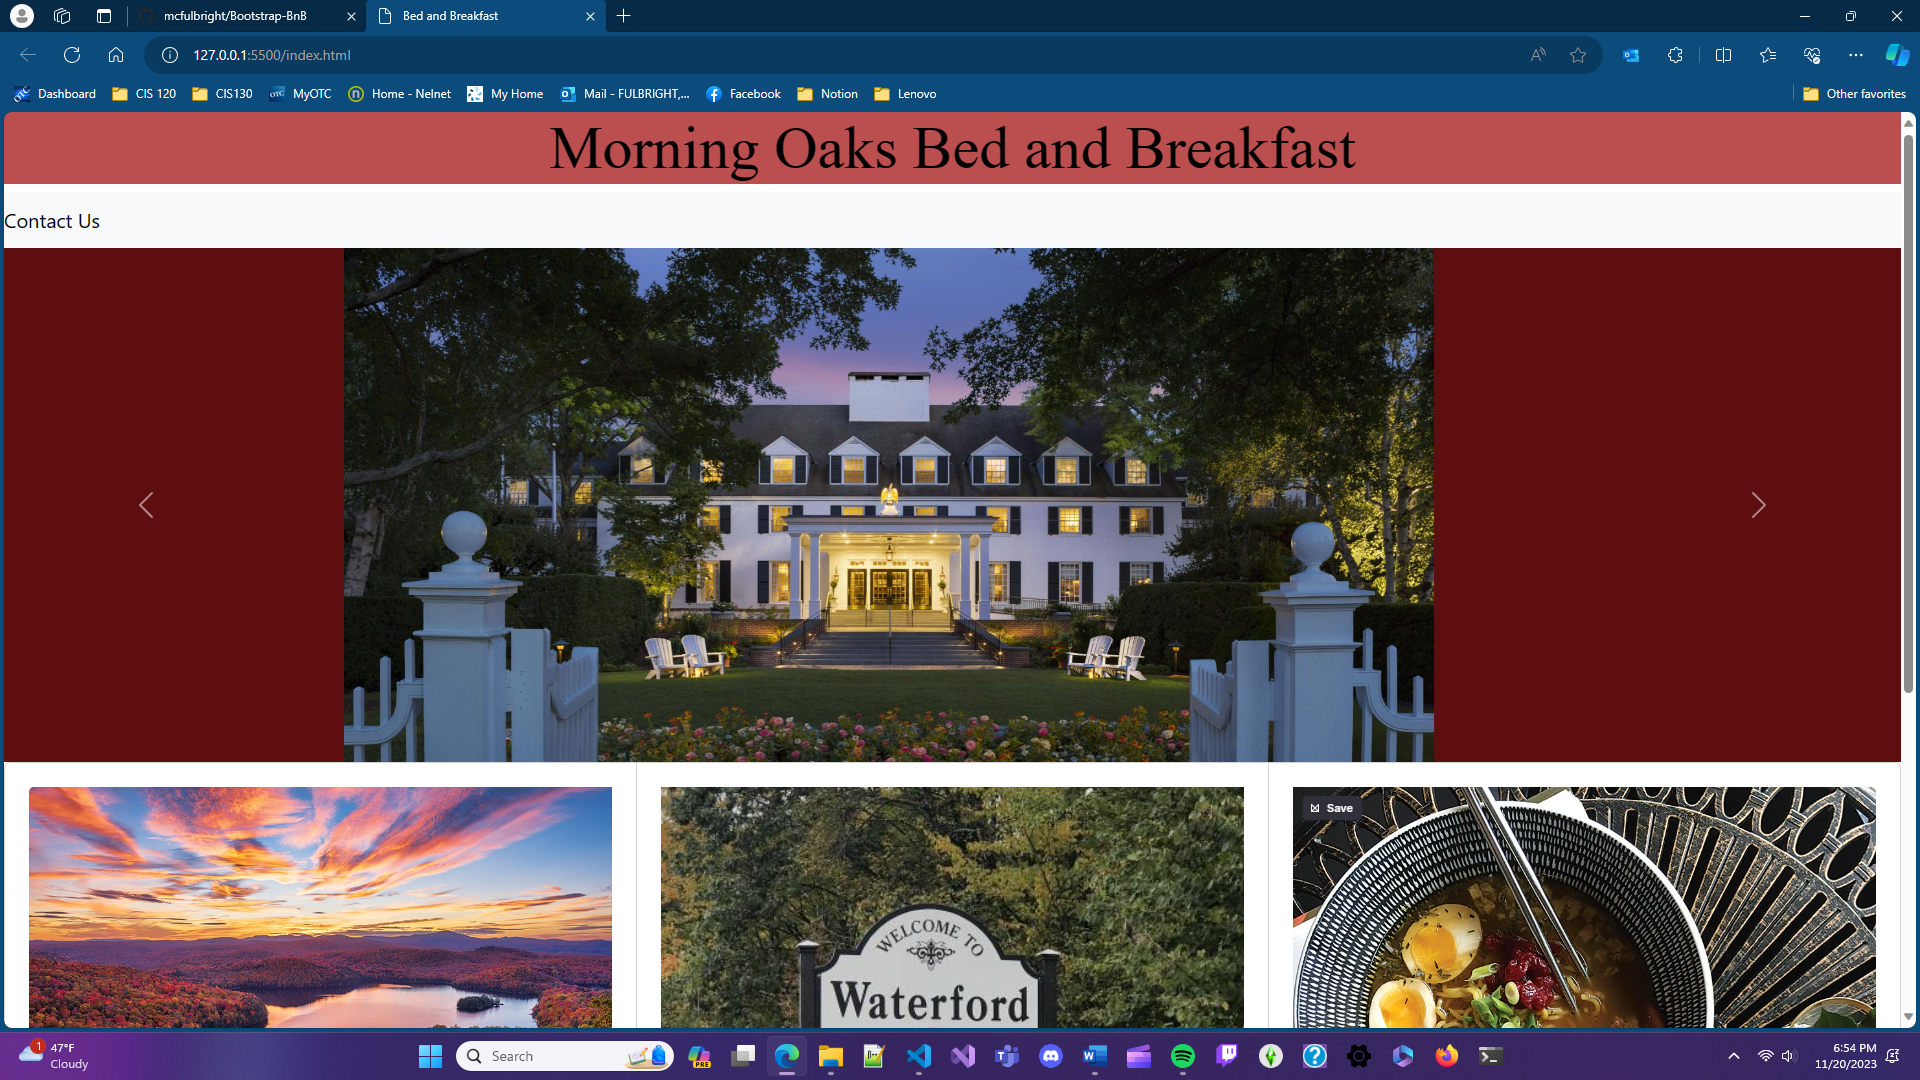 mcfulbright/Bootstrap-BnB
Bed and Breakfast
127.0.0.1:5500/index.html
Dashboard CIS 120 CIS130 MyOTC Home - Nelnet My Home Mail - FULBRIGHT,... Facebook Notion Lenovo Other favorites
Morning Oaks Bed and Breakfast
Contact Us
WELCOME TO
Waterford
Save
1
47°F
Cloudy
Search
PRE
6:54 PM
11/20/2023